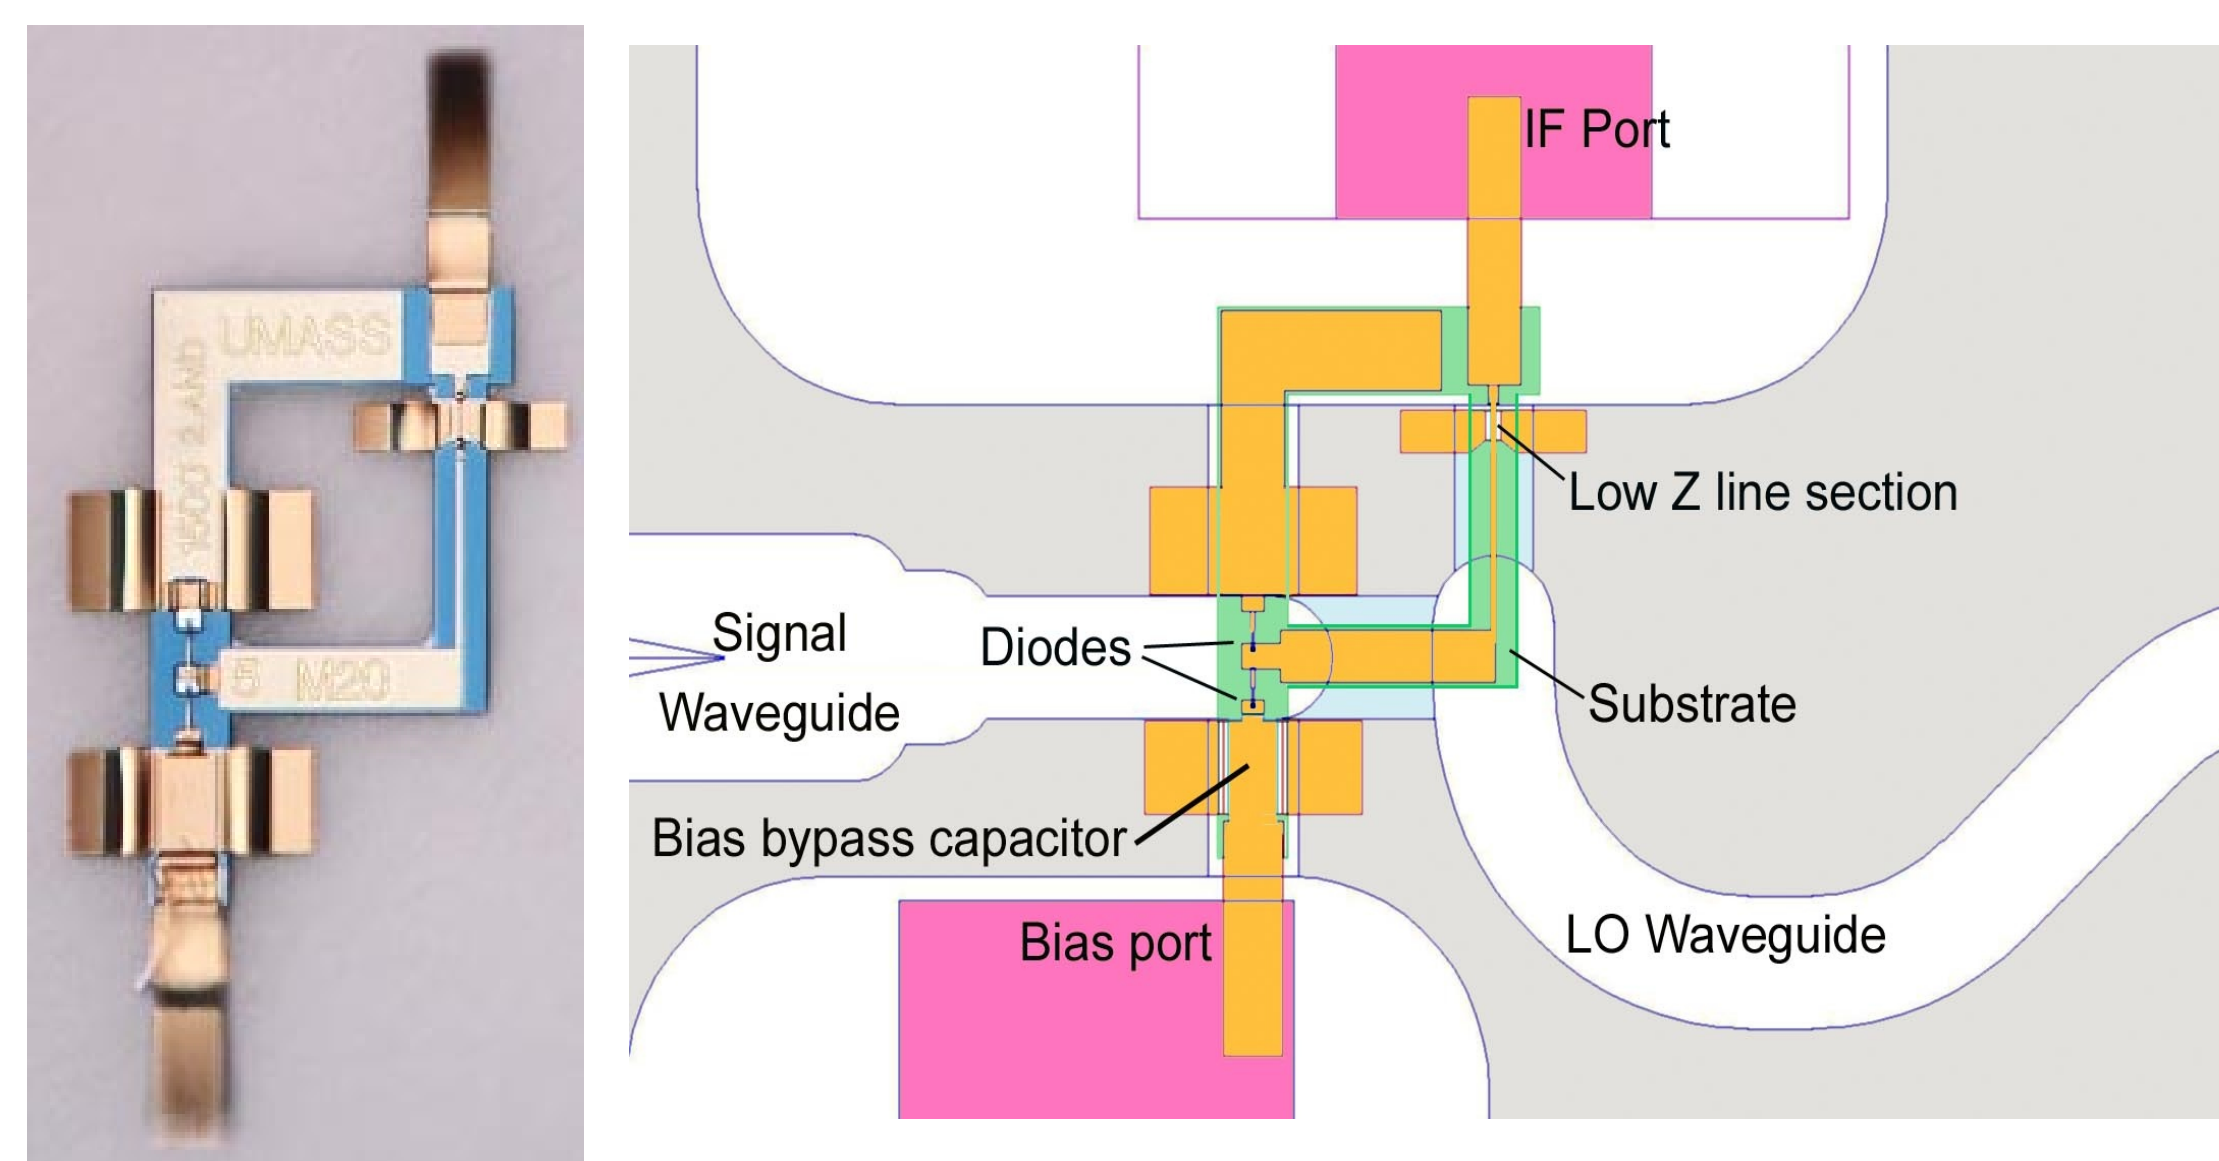 UMASS
1500 2.AND
5 M20
IF Port
Low Z line section
Signal
Waveguide
Diodes
Substrate
Bias bypass capacitor
Bias port
LO Waveguide